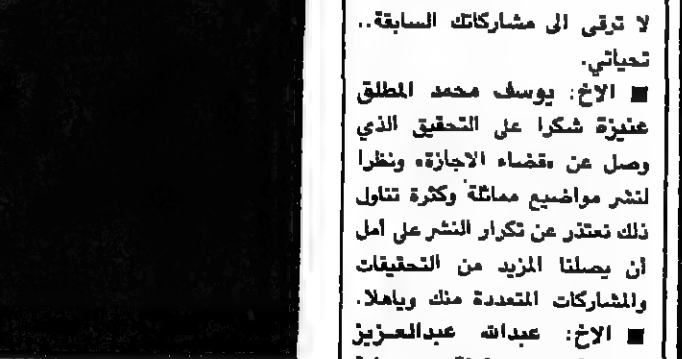 لا ترقى الى مشاركاتك السابقة..
تحياتي.
■ الاخ: يوسف محمد المطلق
عنيزة شكرا على التحقيق الذي
وصل عن «قضاء الاجازة» ونظرا
لنشر مواضيع مماثلة وكثرة تناول
ذلك نعتذر عن تكرار النشر على أمل
أن يصلنا المزيد من التحقيقات
والمشاركات المتعددة منك وياهلا.
■ الاخ: عبدالله عبدالعـزيز